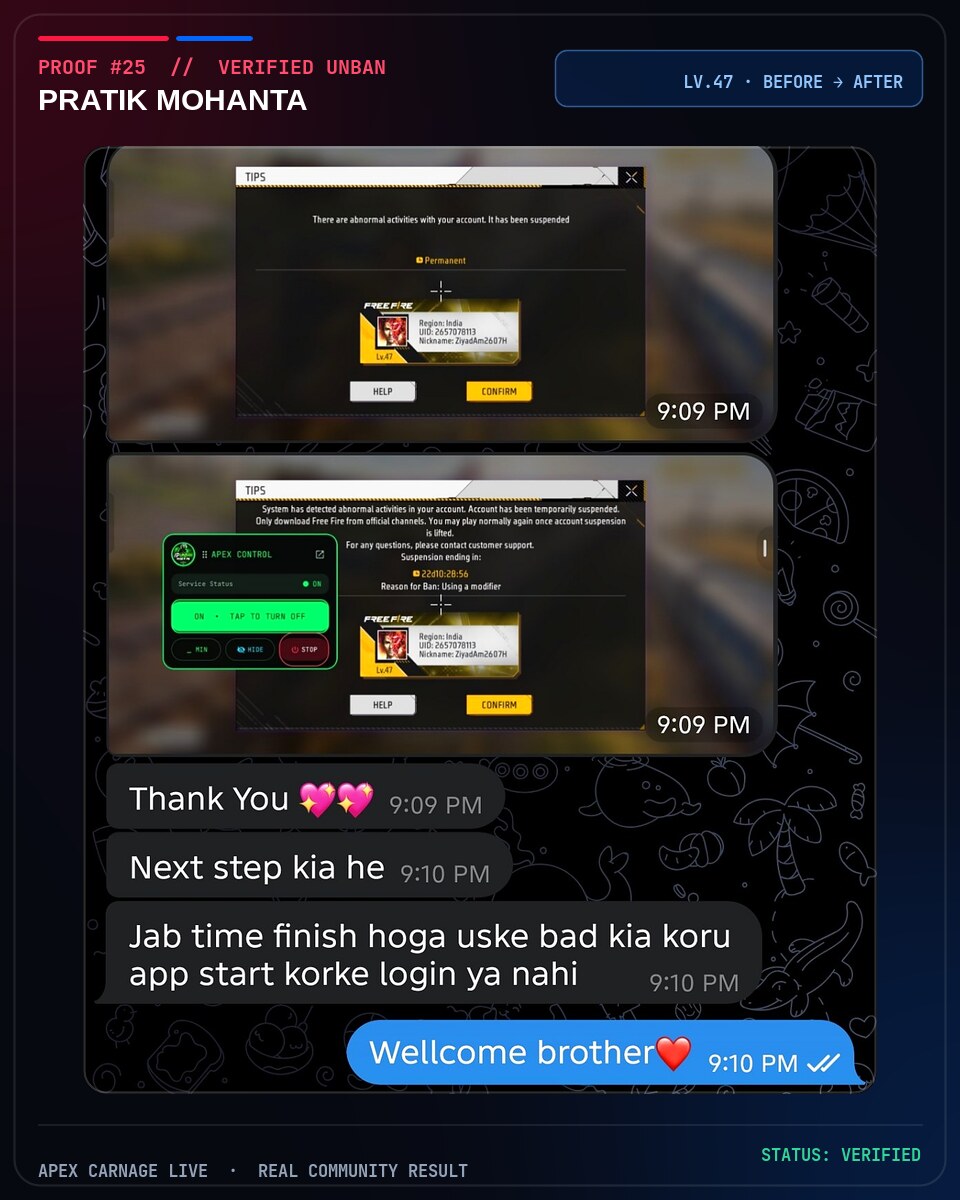 PROOF #25 // VERIFIED UNBAN
PRATIK MOHANTA
LV.47 · BEFORE → AFTER
TIPS
There are abnormal activities with your account. It has been suspended
Permanent
FREE FIRE
Region: India
UID: 2657078113
Nickname: ZiyadAm2607H
Lv.47
HELP
CONFIRM
9:09 PM
TIPS
System has detected abnormal activities in your account. Account has been temporarily suspended.
Only download Free Fire from official channels. You may play normally again once account suspension
is lifted.
For any questions, please contact customer support.
Suspension ending in:
22d10:28:56
Reason for Ban: Using a modifier
APEX CONTROL
Service Status
ON
ON · TAP TO TURN OFF
_ MIN
HIDE
STOP
FREE FIRE
Region: India
UID: 2657078113
Nickname: ZiyadAm2607H
Lv.47
HELP
CONFIRM
9:09 PM
Thank You 💖💖 9:09 PM
Next step kia he 9:10 PM
Jab time finish hoga uske bad kia koru
app start korke login ya nahi 9:10 PM
Wellcome brother❤️ 9:10 PM
STATUS: VERIFIED
APEX CARNAGE LIVE · REAL COMMUNITY RESULT